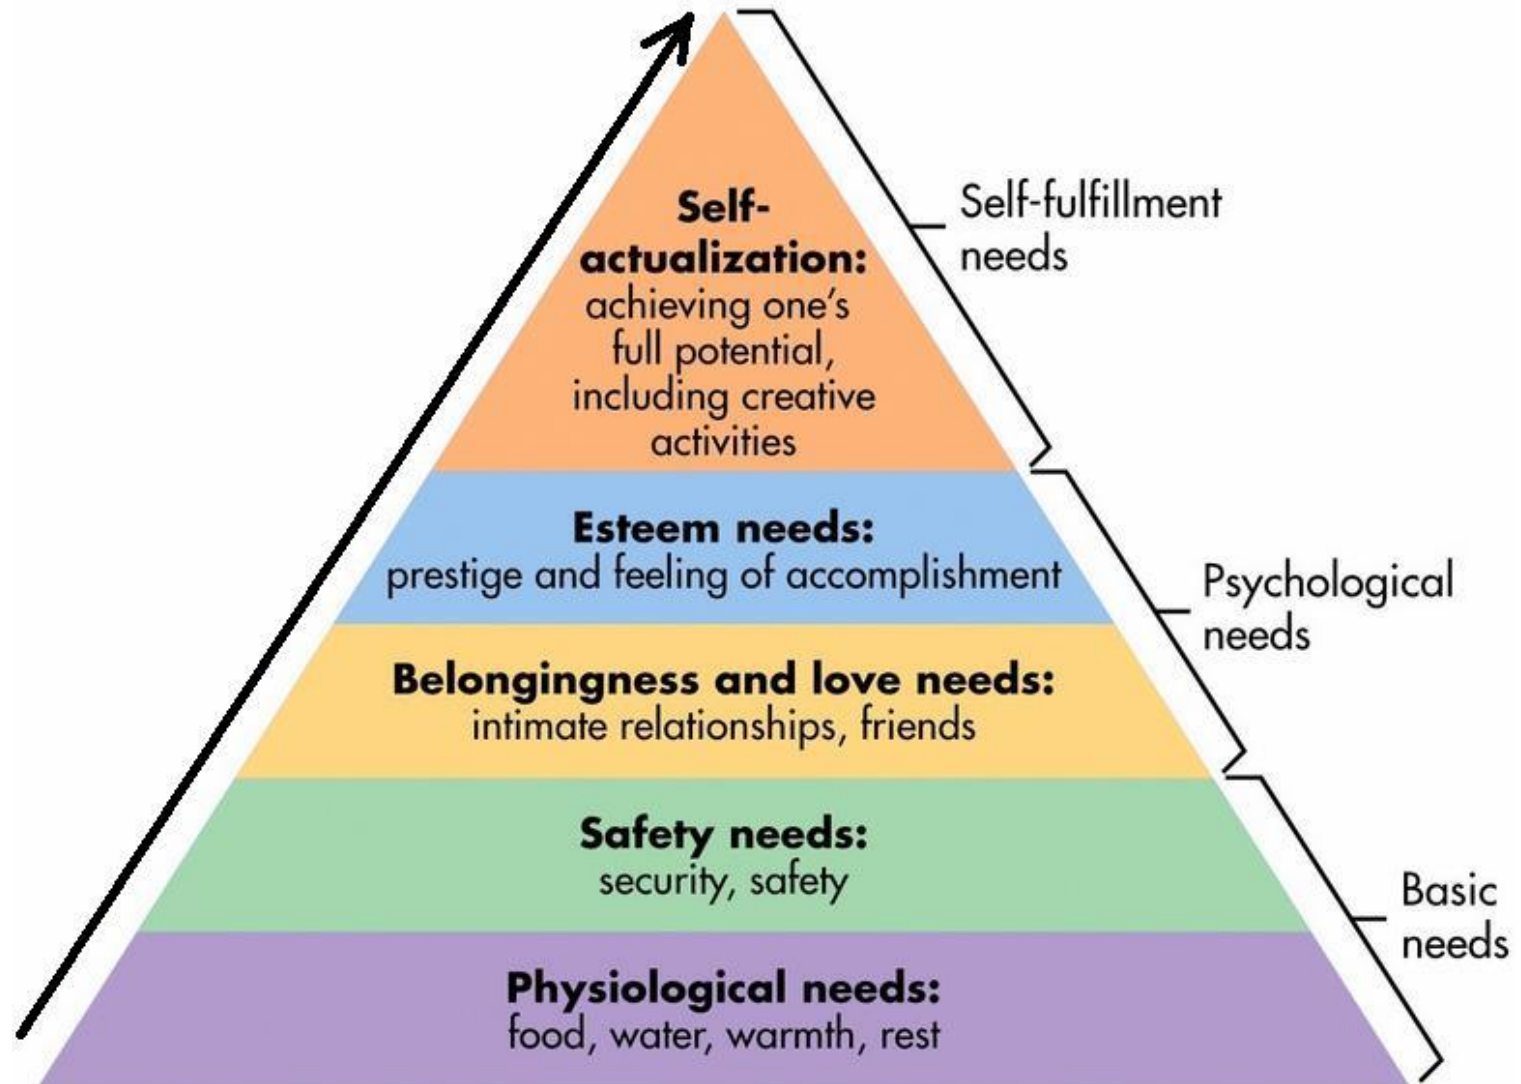 Self-
actualization:
achieving one's
full potential,
including creative
activities
Self-fulfillment
needs
Esteem needs:
prestige and feeling of accomplishment
Psychological
needs
Belongingness and love needs:
intimate relationships, friends
Safety needs:
security, safety
Basic
needs
Physiological needs:
food, water, warmth, rest